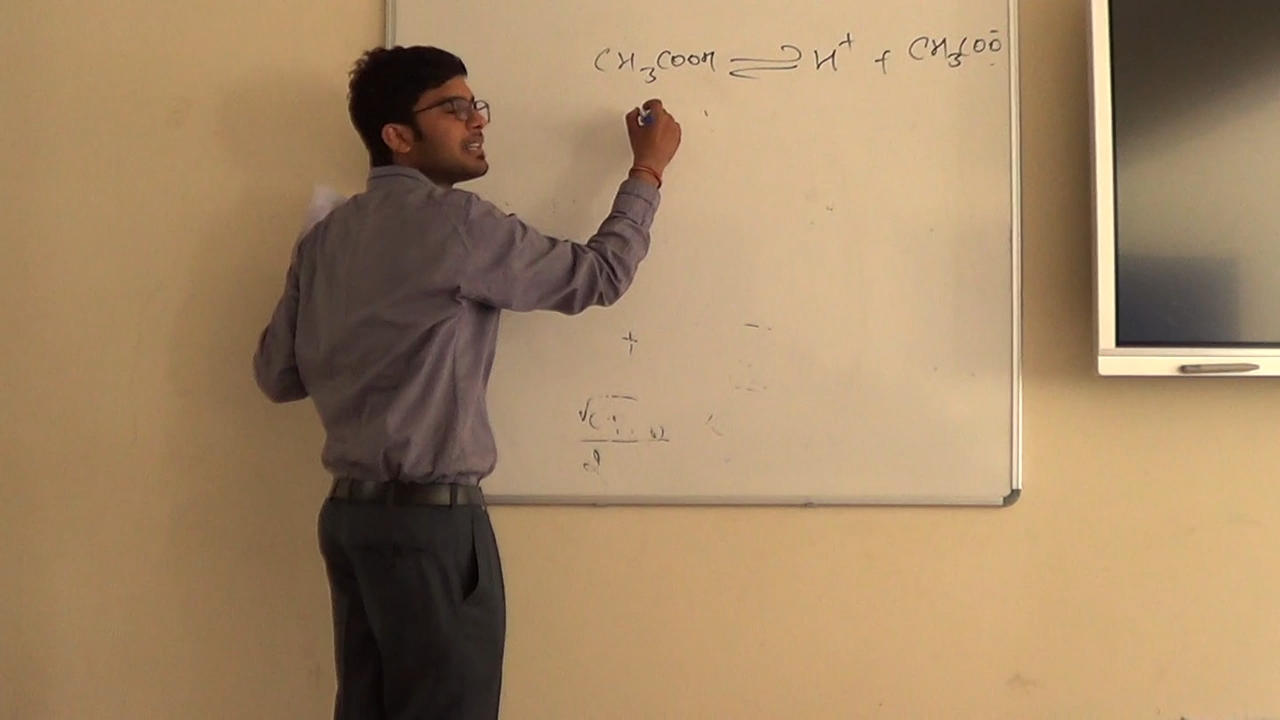 CH₃COOH ⇌ H⁺ + CH₃COO⁻
+ -